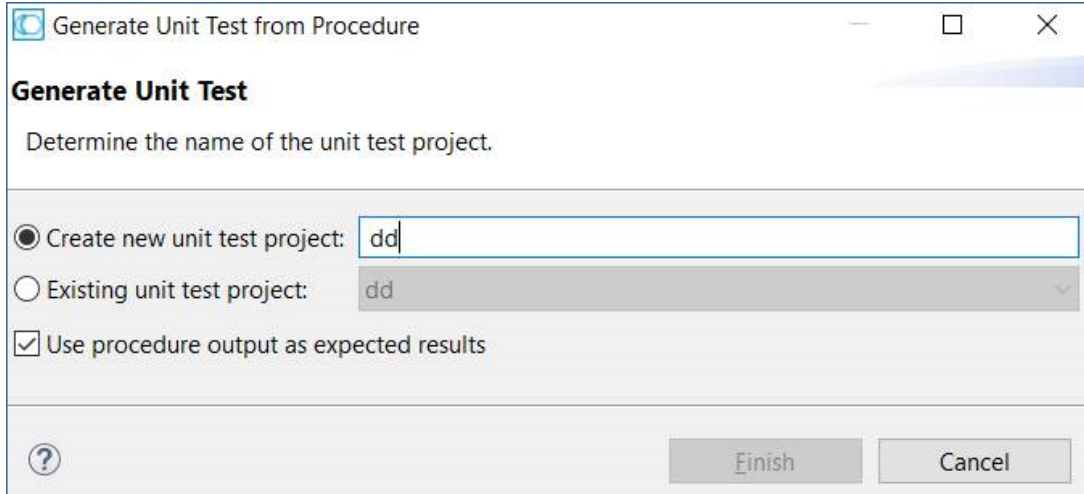 Generate Unit Test from Procedure
Generate Unit Test
Determine the name of the unit test project.
Create new unit test project: dd
Existing unit test project: dd
Use procedure output as expected results
? Finish Cancel